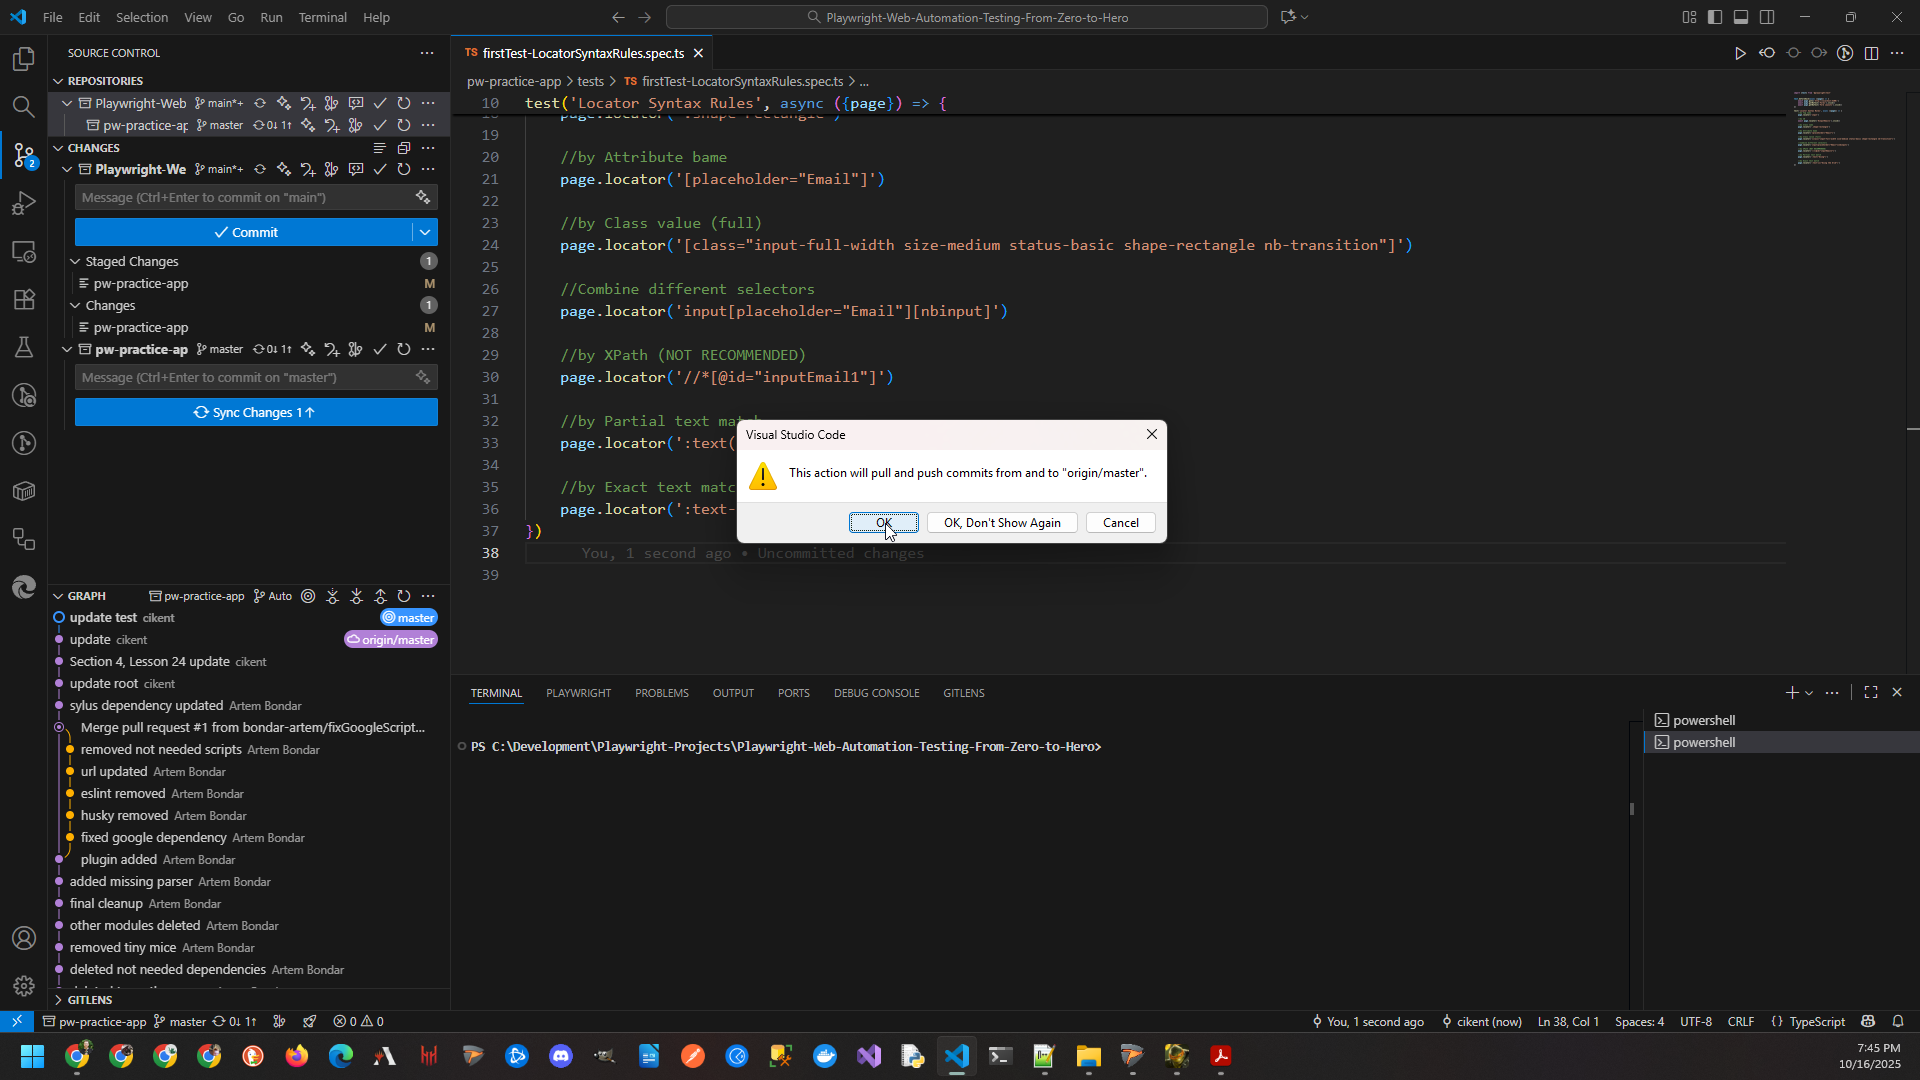 File Edit Selection View Go Run Terminal Help
Playwright-Web-Automation-Testing-From-Zero-to-Hero
SOURCE CONTROL
REPOSITORIES
Playwright-Web main*+
pw-practice-ap master 0↓ 1↑
CHANGES
Playwright-We main*+
Message (Ctrl+Enter to commit on "main")
Commit
Staged Changes 1
pw-practice-app M
Changes 1
pw-practice-app M
pw-practice-ap master 0↓ 1↑
Message (Ctrl+Enter to commit on "master")
Sync Changes 1↑
2
GRAPH pw-practice-app Auto
update test cikent master
update cikent origin/master
Section 4, Lesson 24 update cikent
update root cikent
sylus dependency updated Artem Bondar
Merge pull request #1 from bondar-artem/fixGoogleScript...
removed not needed scripts Artem Bondar
url updated Artem Bondar
eslint removed Artem Bondar
husky removed Artem Bondar
fixed google dependency Artem Bondar
plugin added Artem Bondar
added missing parser Artem Bondar
final cleanup Artem Bondar
other modules deleted Artem Bondar
removed tiny mice Artem Bondar
deleted not needed dependencies Artem Bondar
GITLENS
TS firstTest-LocatorSyntaxRules.spec.ts
pw-practice-app > tests > TS firstTest-LocatorSyntaxRules.spec.ts > ...
10 test('Locator Syntax Rules', async ({page}) => {
19
20 //by Attribute bame
21 page.locator('[placeholder="Email"]')
22
23 //by Class value (full)
24 page.locator('[class="input-full-width size-medium status-basic shape-rectangle nb-transition"]')
25
26 //Combine different selectors
27 page.locator('input[placeholder="Email"][nbinput]')
28
29 //by XPath (NOT RECOMMENDED)
30 page.locator('//*[@id="inputEmail1"]')
31
32 //by Partial text match
33 page.locator(':text(
34
35 //by Exact text matc
36 page.locator(':text-
37 })
38 You, 1 second ago • Uncommitted changes
39
Visual Studio Code
This action will pull and push commits from and to "origin/master".
OK OK, Don't Show Again Cancel
TERMINAL PLAYWRIGHT PROBLEMS OUTPUT PORTS DEBUG CONSOLE GITLENS
PS C:\Development\Playwright-Projects\Playwright-Web-Automation-Testing-From-Zero-to-Hero>
powershell
powershell
pw-practice-app master 0↓ 1↑ 0 0
You, 1 second ago cikent (now) Ln 38, Col 1 Spaces: 4 UTF-8 CRLF {} TypeScript
7:45 PM
10/16/2025